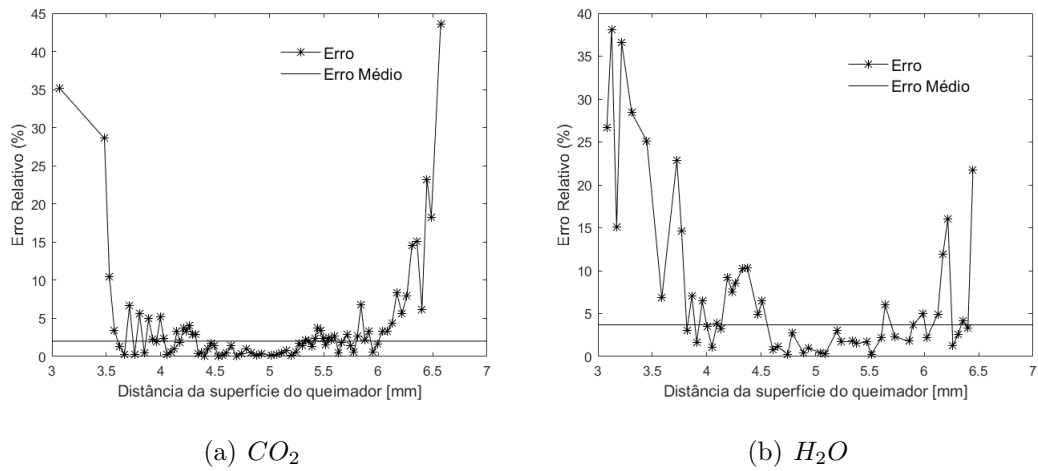 45
40
35
30
25
20
15
10
5
0
Erro Relativo (%)
Erro
Erro Médio
3 3.5 4 4.5 5 5.5 6 6.5 7
Distância da superfície do queimador [mm]
(a) CO₂
40
35
30
25
20
15
10
5
0
Erro Relativo (%)
Erro
Erro Médio
3 3.5 4 4.5 5 5.5 6 6.5 7
Distância da superfície do queimador [mm]
(b) H₂O